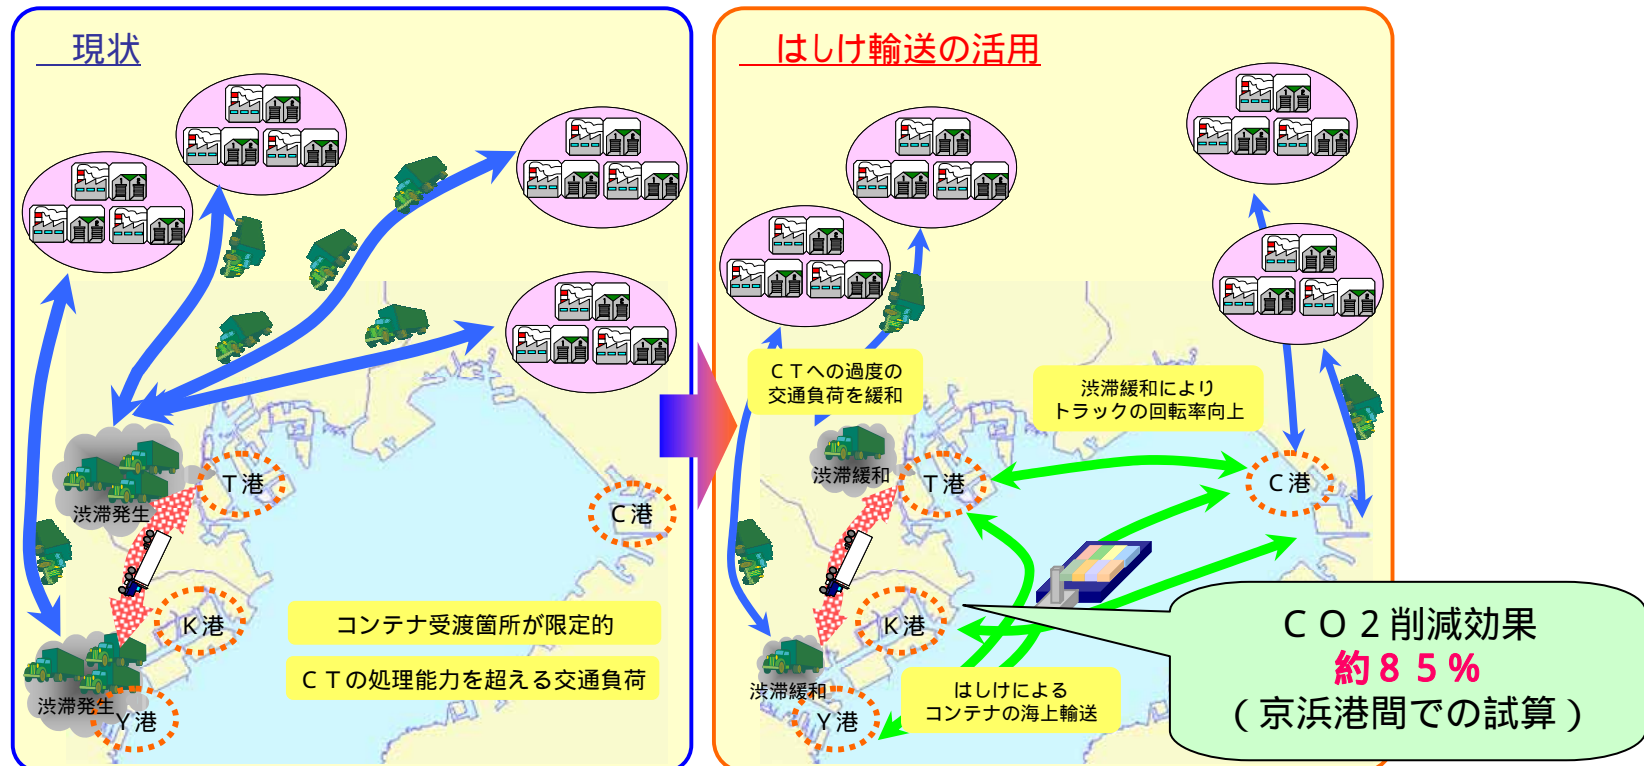 現状
渋滞発生
T港
C港
K港
コンテナ受渡箇所が限定的
CTの処理能力を超える交通負荷
渋滞発生
Y港
はしけ輸送の活用
CTへの過度の
交通負荷を緩和
渋滞緩和により
トラックの回転率向上
渋滞緩和
T港
C港
K港
渋滞緩和
Y港
はしけによる
コンテナの海上輸送
CO2削減効果
約85%
(京浜港間での試算)